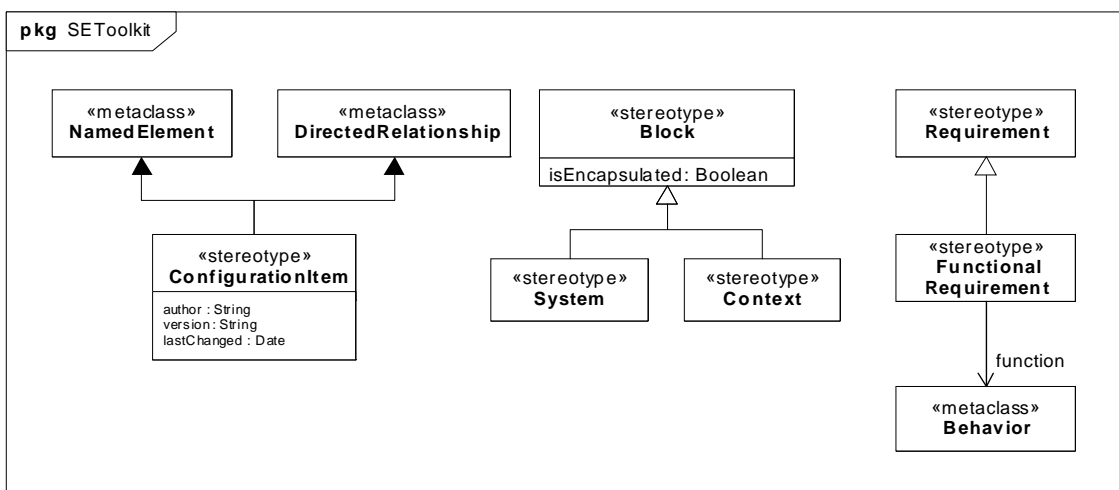 pkg SEToolkit
«metaclass»
NamedElement
«metaclass»
DirectedRelationship
«stereotype»
Block
isEncapsulated: Boolean
«stereotype»
Requirement
«stereotype»
ConfigurationItem
author : String
version : String
lastChanged : Date
«stereotype»
System
«stereotype»
Context
«stereotype»
Functional
Requirement
function
«metaclass»
Behavior